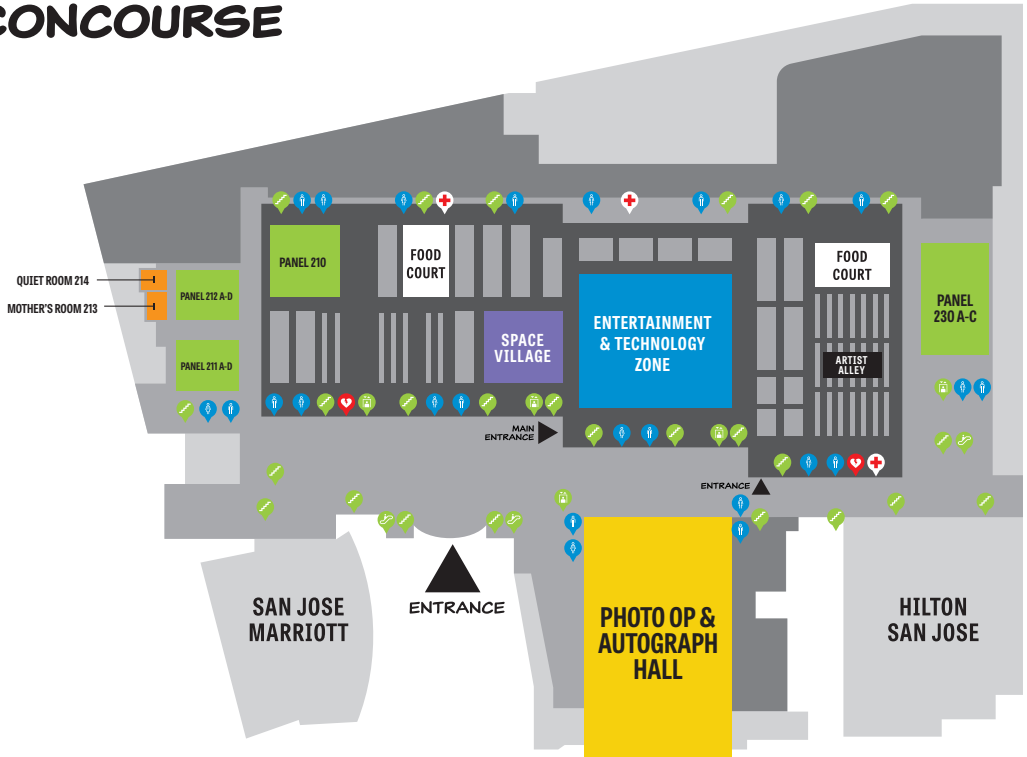 CONCOURSE
PANEL 210
FOOD
COURT
FOOD
COURT
QUIET ROOM 214
MOTHER'S ROOM 213
PANEL 212 A-D
PANEL 211 A-D
SPACE
VILLAGE
ENTERTAINMENT
& TECHNOLOGY
ZONE
PANEL
230 A-C
ARTIST
ALLEY
MAIN
ENTRANCE
ENTRANCE
ENTRANCE
SAN JOSE
MARRIOTT
PHOTO OP &
AUTOGRAPH
HALL
HILTON
SAN JOSE